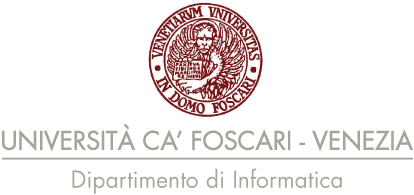 VENETIARVM VNIVERSITAS
IN DOMO FOSCARI
UNIVERSITÀ CA’ FOSCARI - VENEZIA
Dipartimento di Informatica